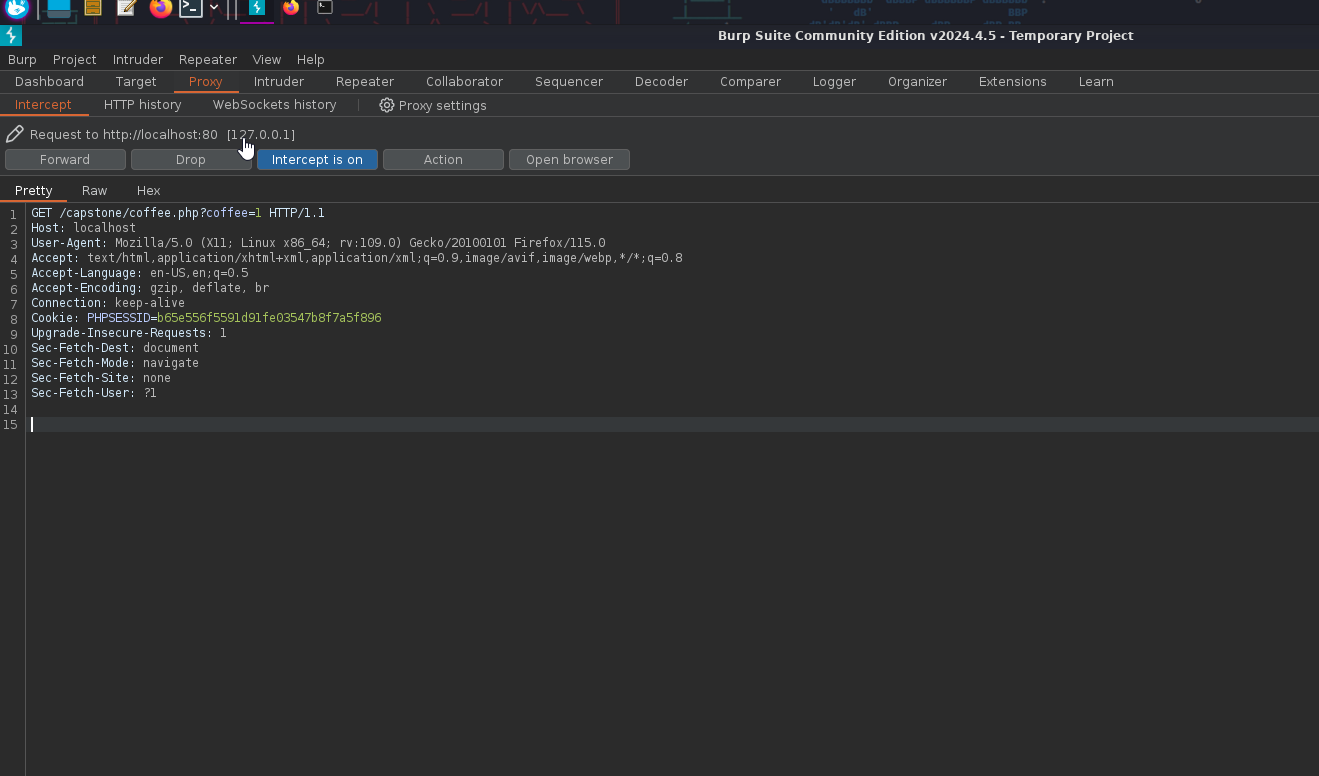 Burp Suite Community Edition v2024.4.5 - Temporary Project
Burp Project Intruder Repeater View Help
Dashboard Target Proxy Intruder Repeater Collaborator Sequencer Decoder Comparer Logger Organizer Extensions Learn
Intercept HTTP history WebSockets history Proxy settings
Request to http://localhost:80 [127.0.0.1]
Forward Drop Intercept is on Action Open browser
Pretty Raw Hex
1 GET /capstone/coffee.php?coffee=1 HTTP/1.1
2 Host: localhost
3 User-Agent: Mozilla/5.0 (X11; Linux x86_64; rv:109.0) Gecko/20100101 Firefox/115.0
4 Accept: text/html,application/xhtml+xml,application/xml;q=0.9,image/avif,image/webp,*/*;q=0.8
5 Accept-Language: en-US,en;q=0.5
6 Accept-Encoding: gzip, deflate, br
7 Connection: keep-alive
8 Cookie: PHPSESSID=b65e556f5591d91fe03547b8f7a5f896
9 Upgrade-Insecure-Requests: 1
10 Sec-Fetch-Dest: document
11 Sec-Fetch-Mode: navigate
12 Sec-Fetch-Site: none
13 Sec-Fetch-User: ?1
14
15